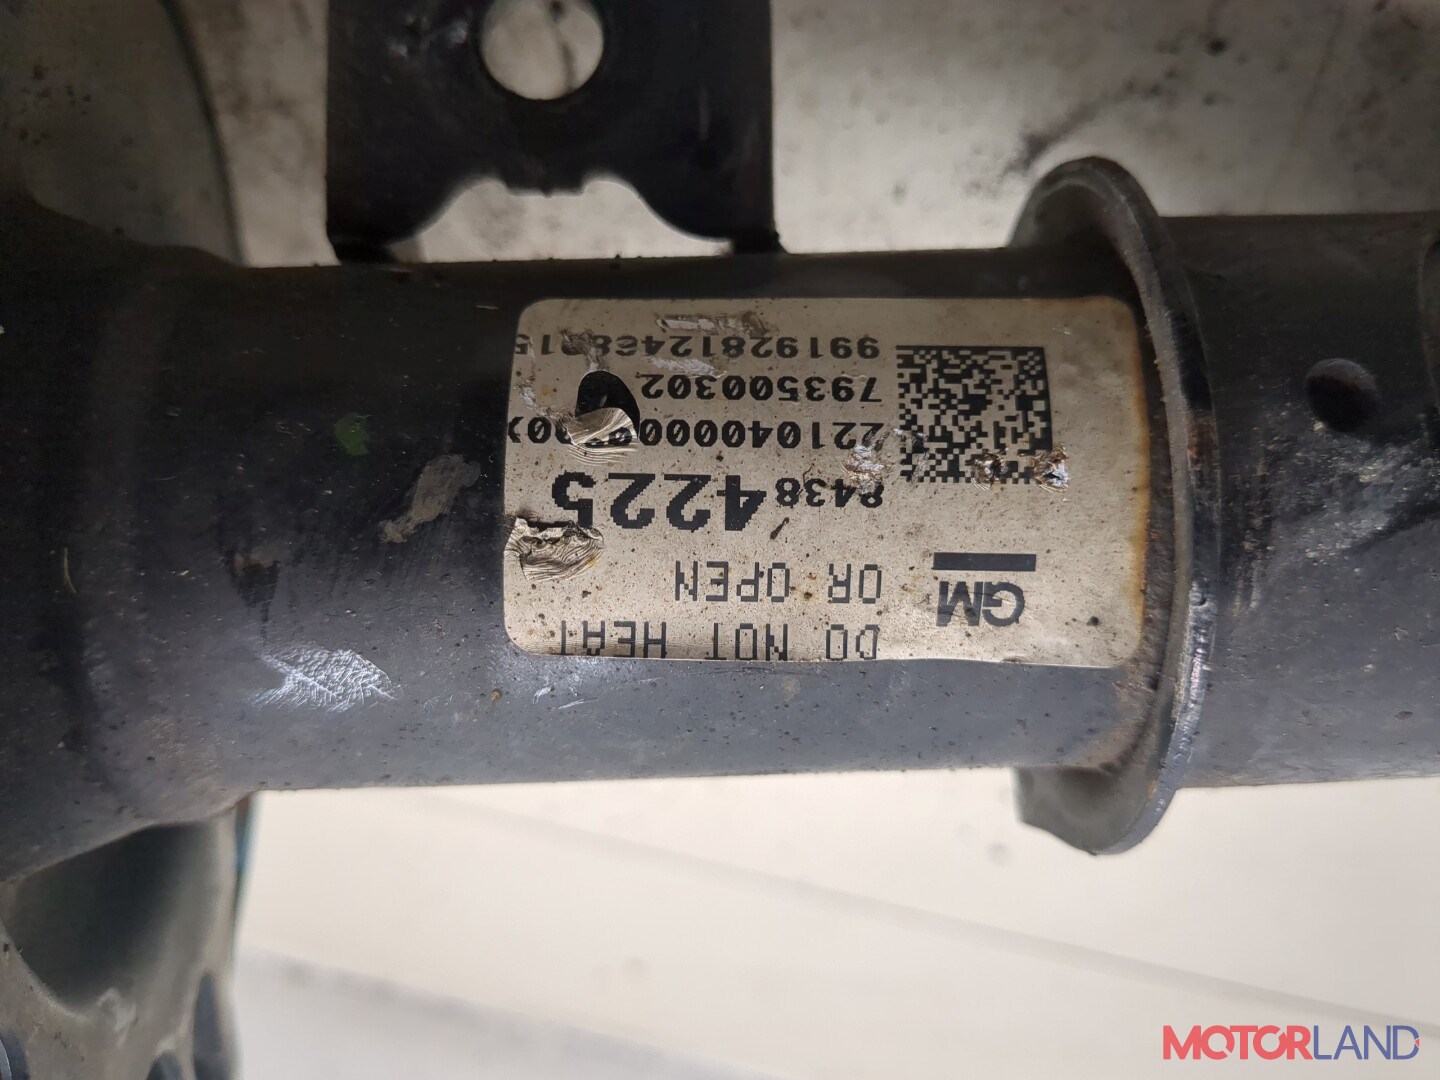 DO NOT HEAT
GM OR OPEN
84384225
793500302
MOTORLAND